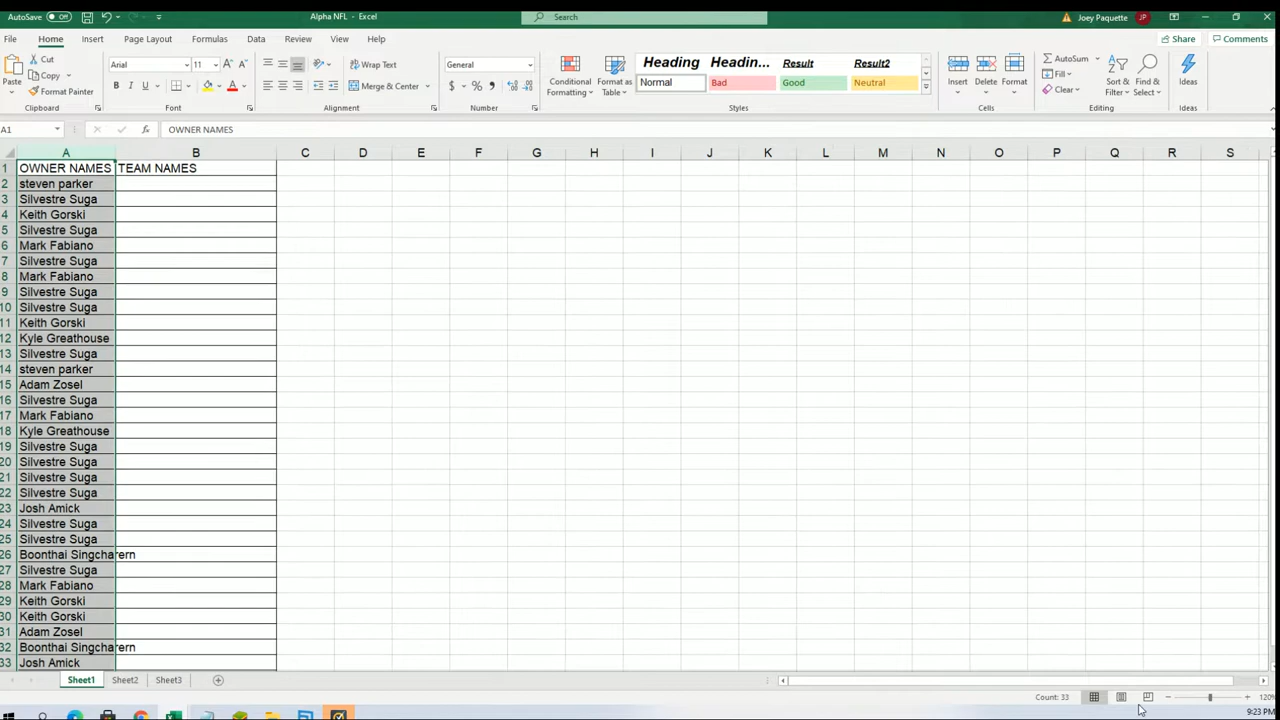 AutoSave Off Alpha NFL - Excel Search Joey Paquette JP
File Home Insert Page Layout Formulas Data Review View Help Share Comments
Paste Cut Copy Format Painter Clipboard
Arial 11 A A B I U A Font
Wrap Text Merge & Center Alignment
General $ % , Number
Conditional Formatting Format as Table
Heading Headin... Result Result2
Normal Bad Good Neutral
Styles
Insert Delete Format Cells
AutoSum Fill Clear Sort & Filter Find & Select Editing
Ideas Ideas
A1 fx OWNER NAMES
A B C D E F G H I J K L M N O P Q R S
1 OWNER NAMES TEAM NAMES
2 steven parker
3 Silvestre Suga
4 Keith Gorski
5 Silvestre Suga
6 Mark Fabiano
7 Silvestre Suga
8 Mark Fabiano
9 Silvestre Suga
10 Silvestre Suga
11 Keith Gorski
12 Kyle Greathouse
13 Silvestre Suga
14 steven parker
15 Adam Zosel
16 Silvestre Suga
17 Mark Fabiano
18 Kyle Greathouse
19 Silvestre Suga
20 Silvestre Suga
21 Silvestre Suga
22 Silvestre Suga
23 Josh Amick
24 Silvestre Suga
25 Silvestre Suga
26 Boonthai Singcharern
27 Silvestre Suga
28 Mark Fabiano
29 Keith Gorski
30 Keith Gorski
31 Adam Zosel
32 Boonthai Singcharern
33 Josh Amick
Sheet1 Sheet2 Sheet3
Count: 33 120%
9:23 PM